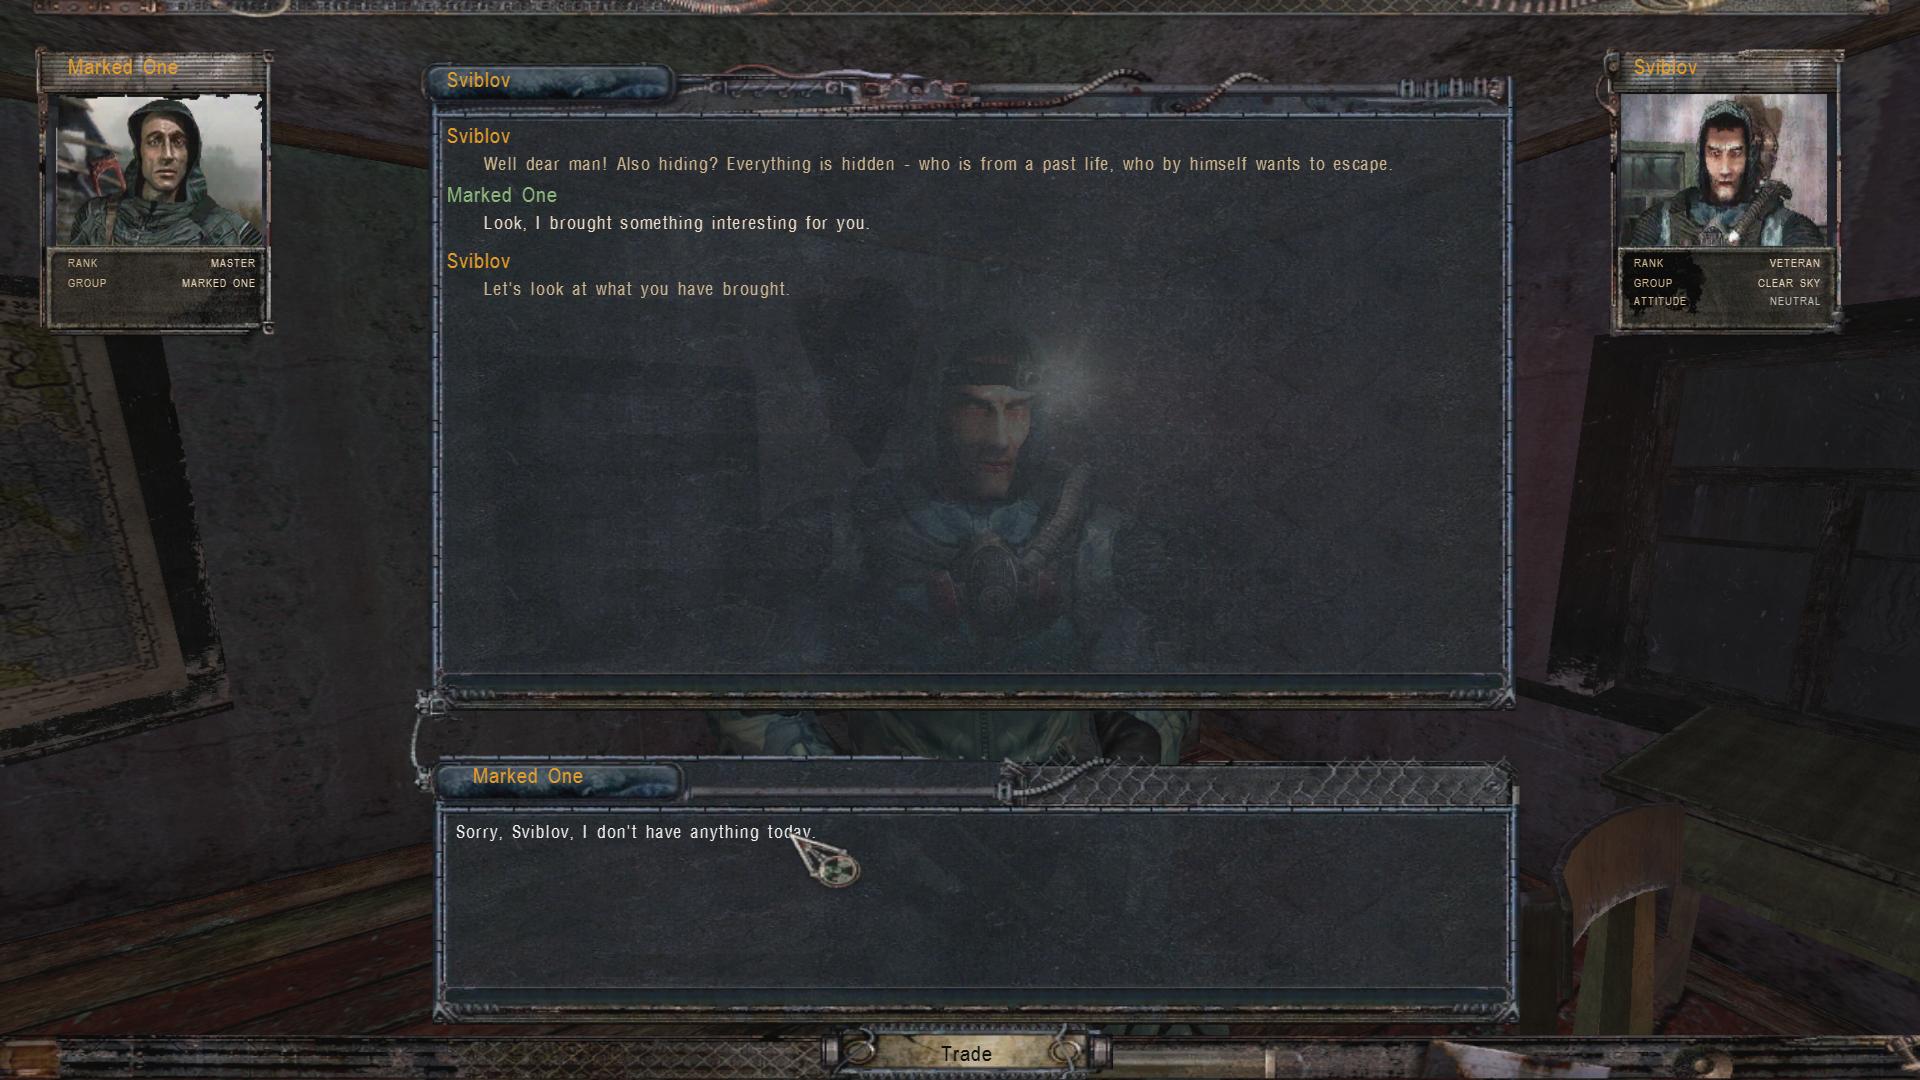 Marked One
Sviblov
Sviblov
Sviblov
Well dear man! Also hiding? Everything is hidden - who is from a past life, who by himself wants to escape.
Marked One
Look, I brought something interesting for you.
Sviblov
Let's look at what you have brought.
RANK MASTER
GROUP MARKED ONE
RANK VETERAN
GROUP CLEAR SKY
ATTITUDE NEUTRAL
Marked One
Sorry, Sviblov, I don't have anything today.
Trade